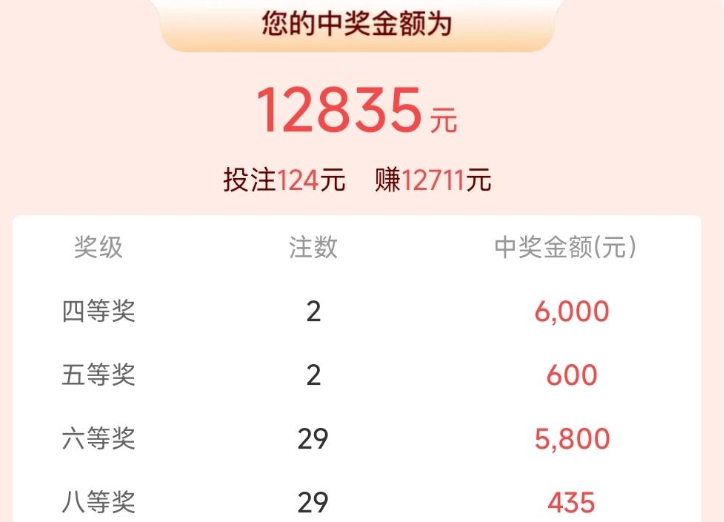 您的中奖金额为
12835元
投注124元 赚12711元
奖级 注数 中奖金额(元)
四等奖 2 6,000
五等奖 2 600
六等奖 29 5,800
八等奖 29 435